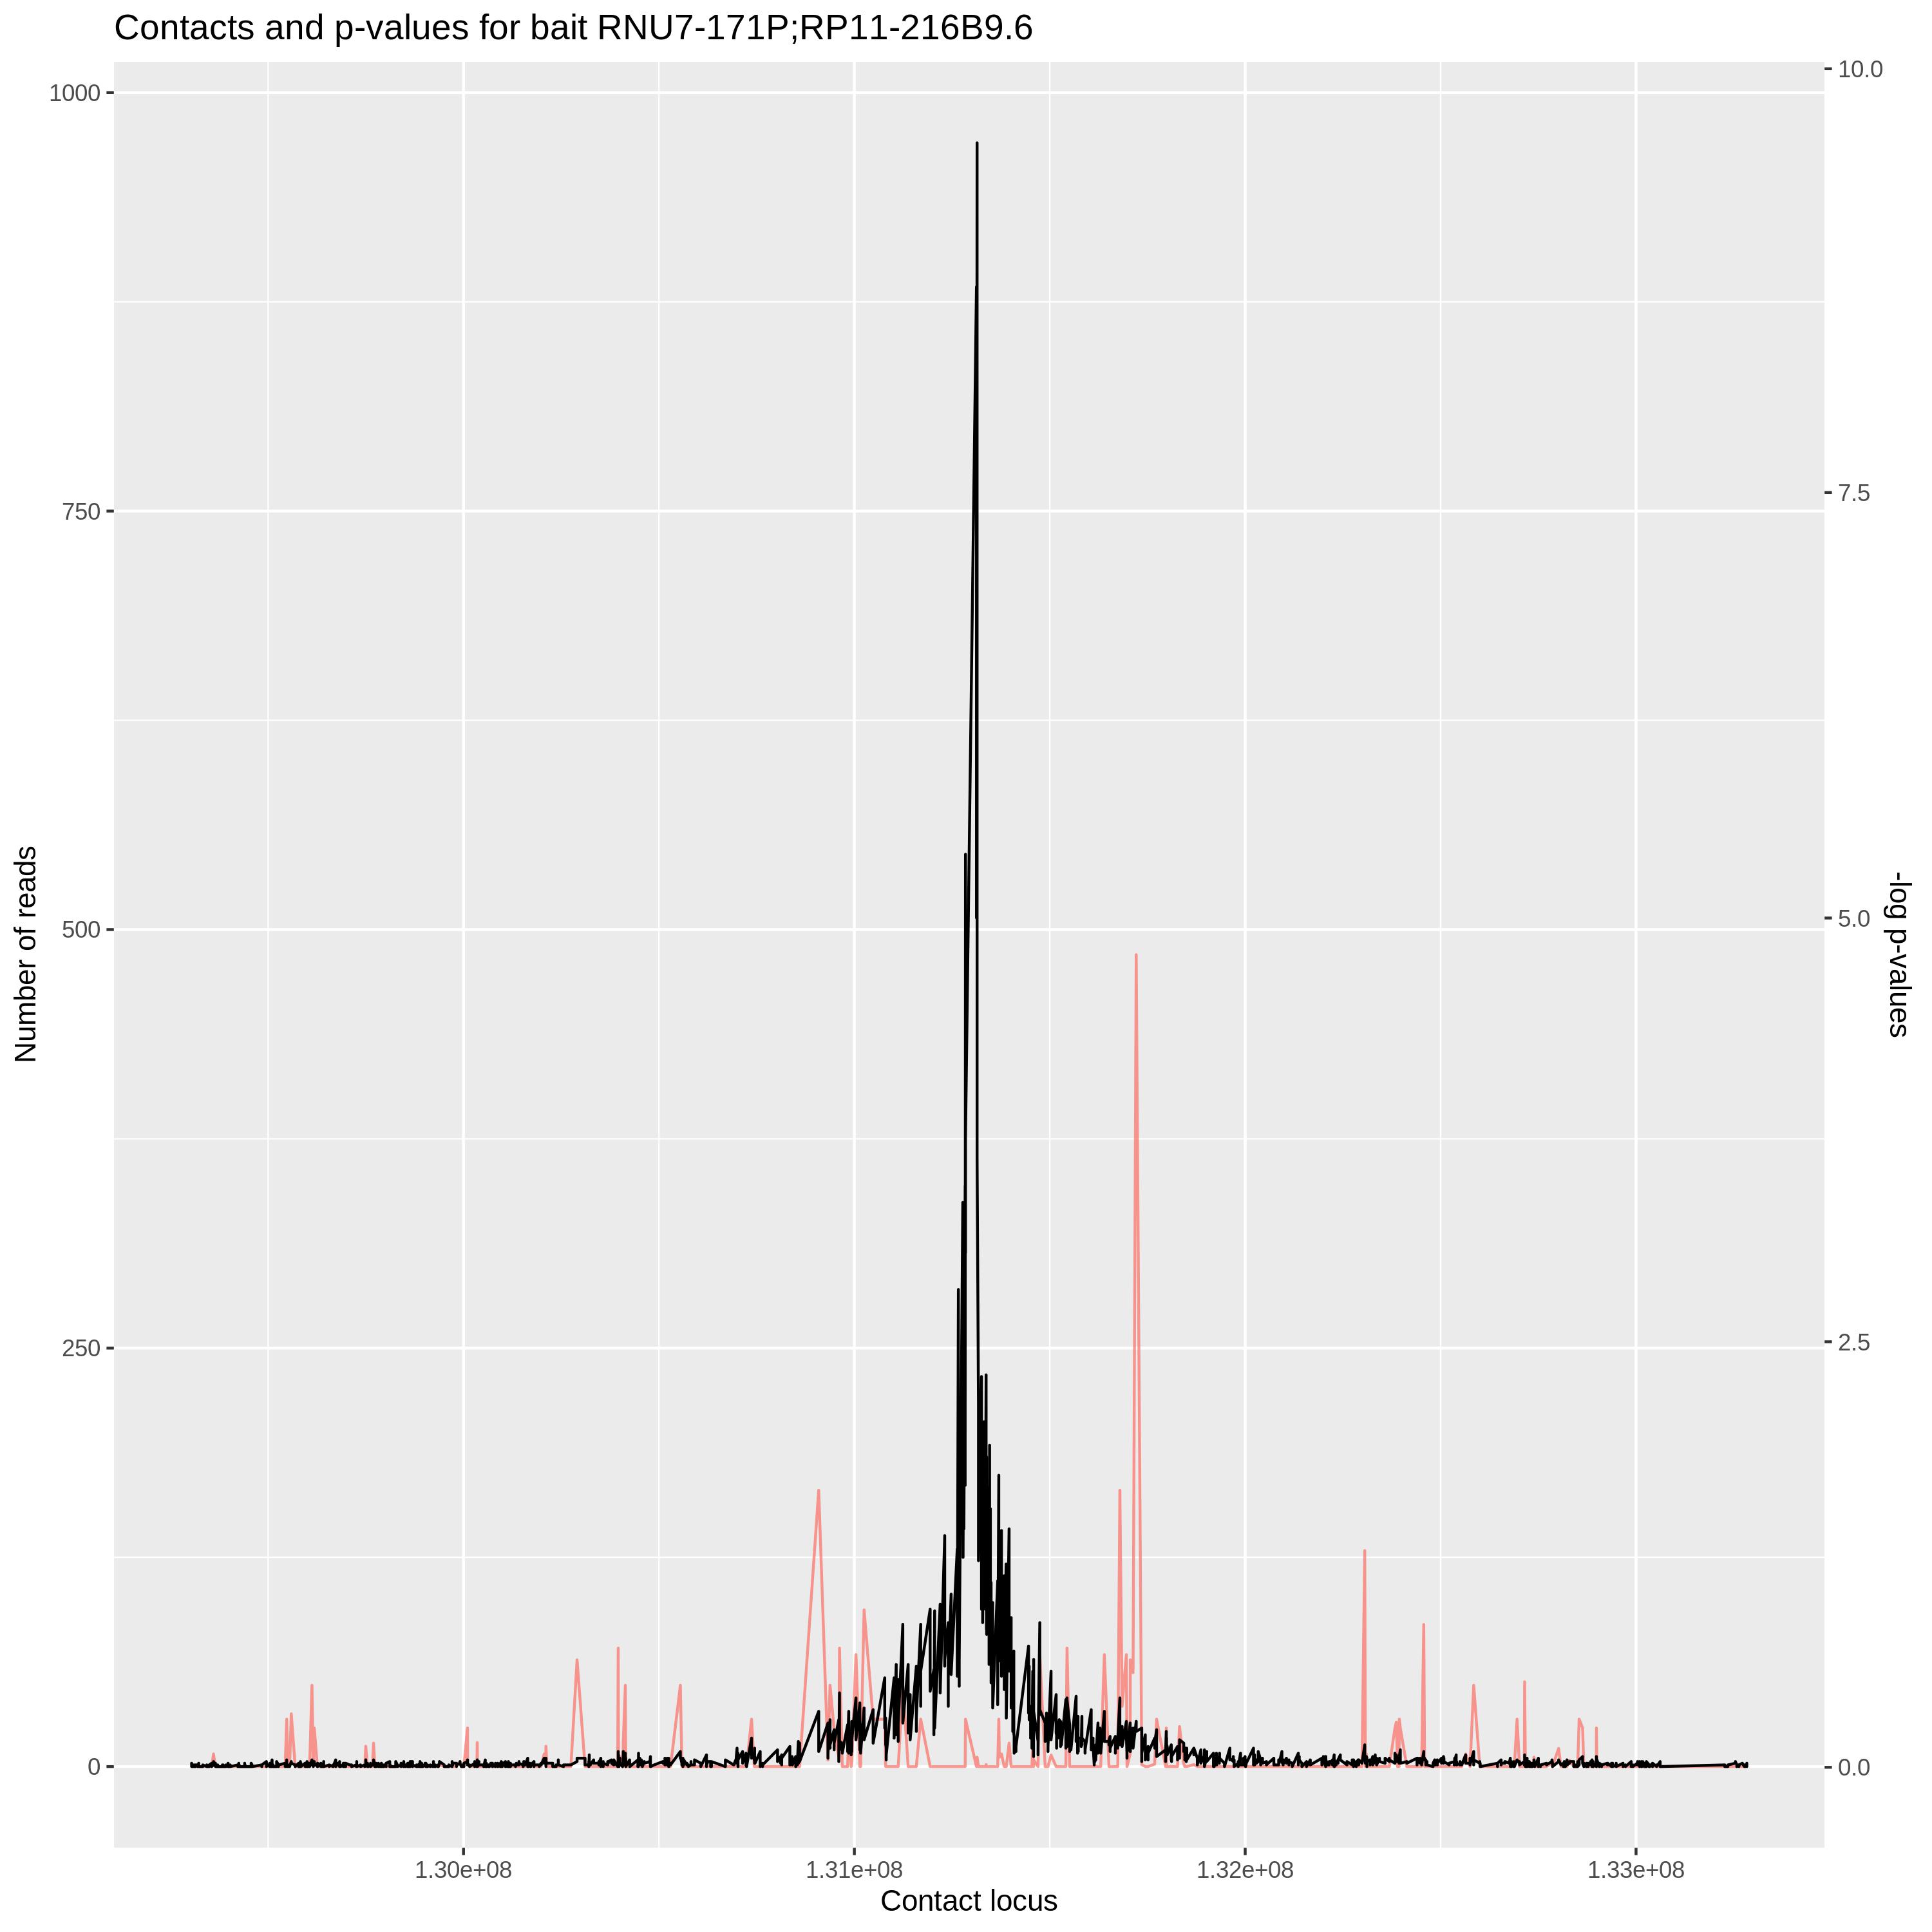 Contacts and p-values for bait RNU7-171P;RP11-216B9.6
1000
750
500
250
0
Number of reads
10.0
7.5
5.0
2.5
0.0
-log p-values
1.30e+08
1.31e+08
1.32e+08
1.33e+08
Contact locus